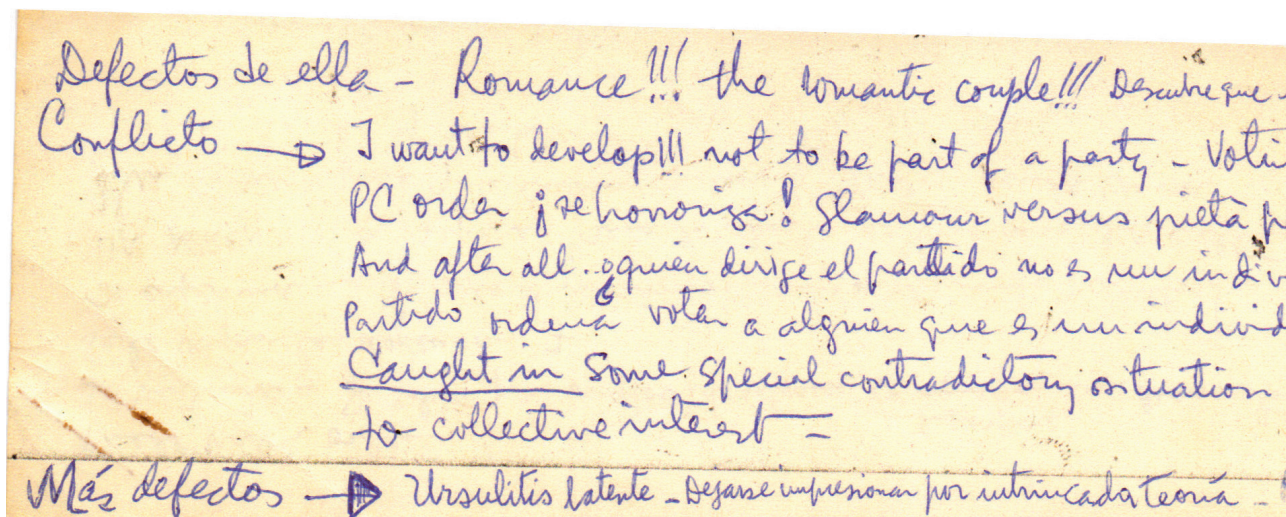 Defectos de ella - Romance!!! the romantic couple!!! Descubre que -
Conflicto → I want to develop!!! not to be part of a party - Voti
PC order ¡se horroriza! Glamour versus pietà p
And after all. ¿quien dirige el partido no es un indiv
Partido ordena votar a alguien que es un individ
Caught in some special contradictory situation
to collective interest -
Más defectos → Ursulitis latente - Dejarse impresionar por intrincada teoría -